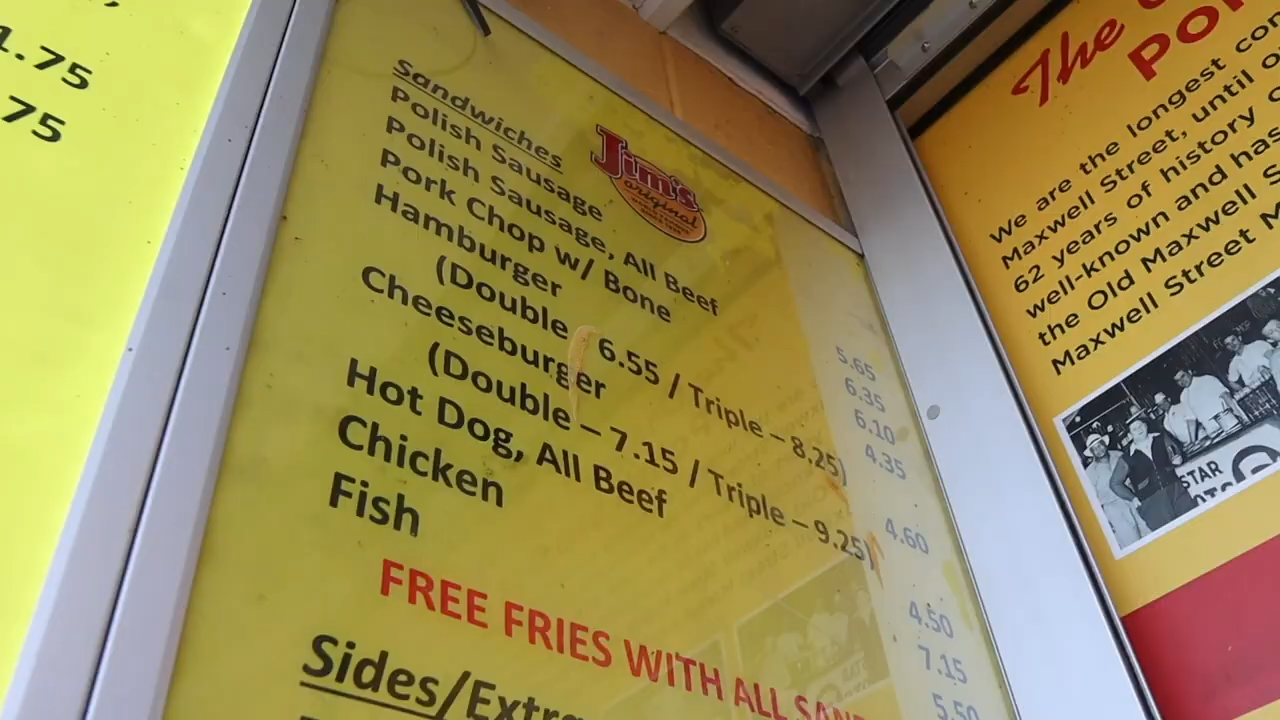 .75
75
Sandwiches
Polish Sausage 5.65
Polish Sausage, All Beef 6.35
Pork Chop w/ Bone 6.10
Hamburger 4.35
(Double 6.55 / Triple – 8.25)
Cheeseburger 4.60
(Double – 7.15 / Triple – 9.25)
Hot Dog, All Beef 4.50
Chicken 7.15
Fish 5.50
FREE FRIES WITH ALL
Sides/
Jim's
original
The
We are the longest
Maxwell Street, until
62 years of history
well-known and has
the Old Maxwell
Maxwell Street
STAR